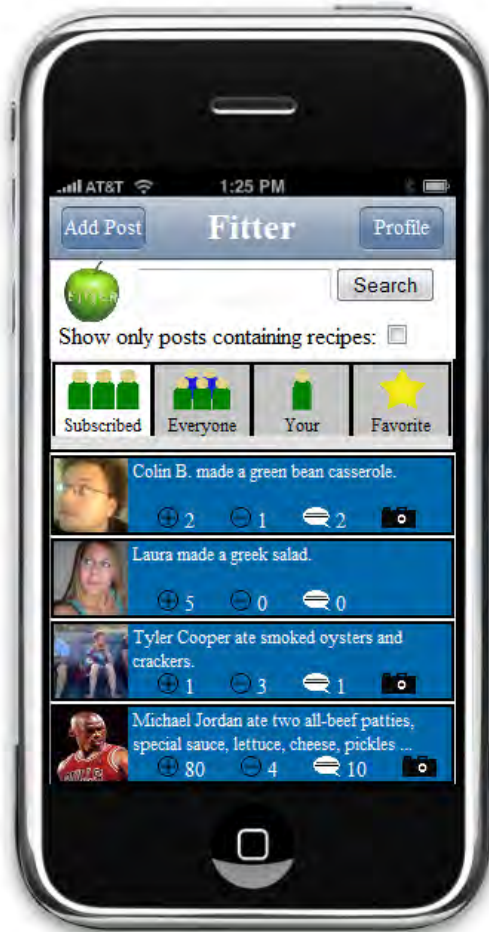 AT&T 1:25 PM
Add Post Fitter Profile
FITTER
Search
Show only posts containing recipes:
Subscribed Everyone Your Favorite
Colin B. made a green bean casserole.
2 1 2
Laura made a greek salad.
5 0 0
Tyler Cooper ate smoked oysters and
crackers.
1 3 1
Michael Jordan ate two all-beef patties,
special sauce, lettuce, cheese, pickles ...
80 4 10
BULLS